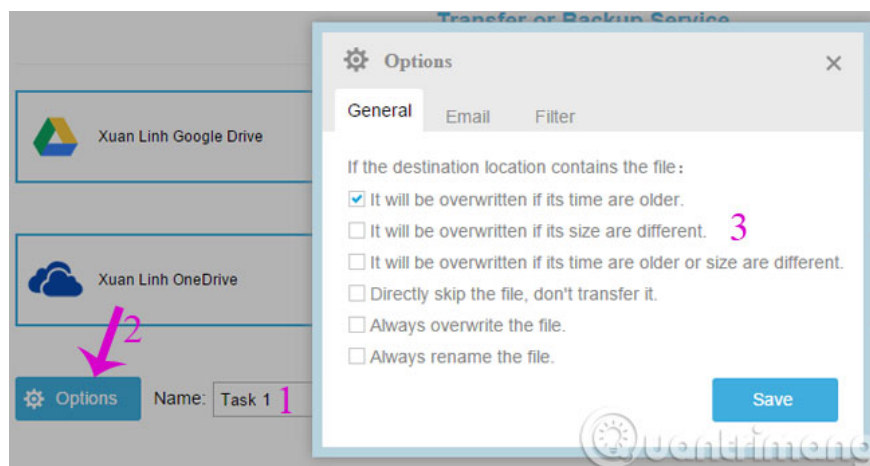 Transfer or Backup Service
Options
General Email Filter
Xuan Linh Google Drive
If the destination location contains the file:
It will be overwritten if its time are older.
It will be overwritten if its size are different.
3
It will be overwritten if its time are older or size are different.
Xuan Linh OneDrive
Directly skip the file, don't transfer it.
2
Always overwrite the file.
Always rename the file.
Options Name: Task 1 1
Save
Quantrimang